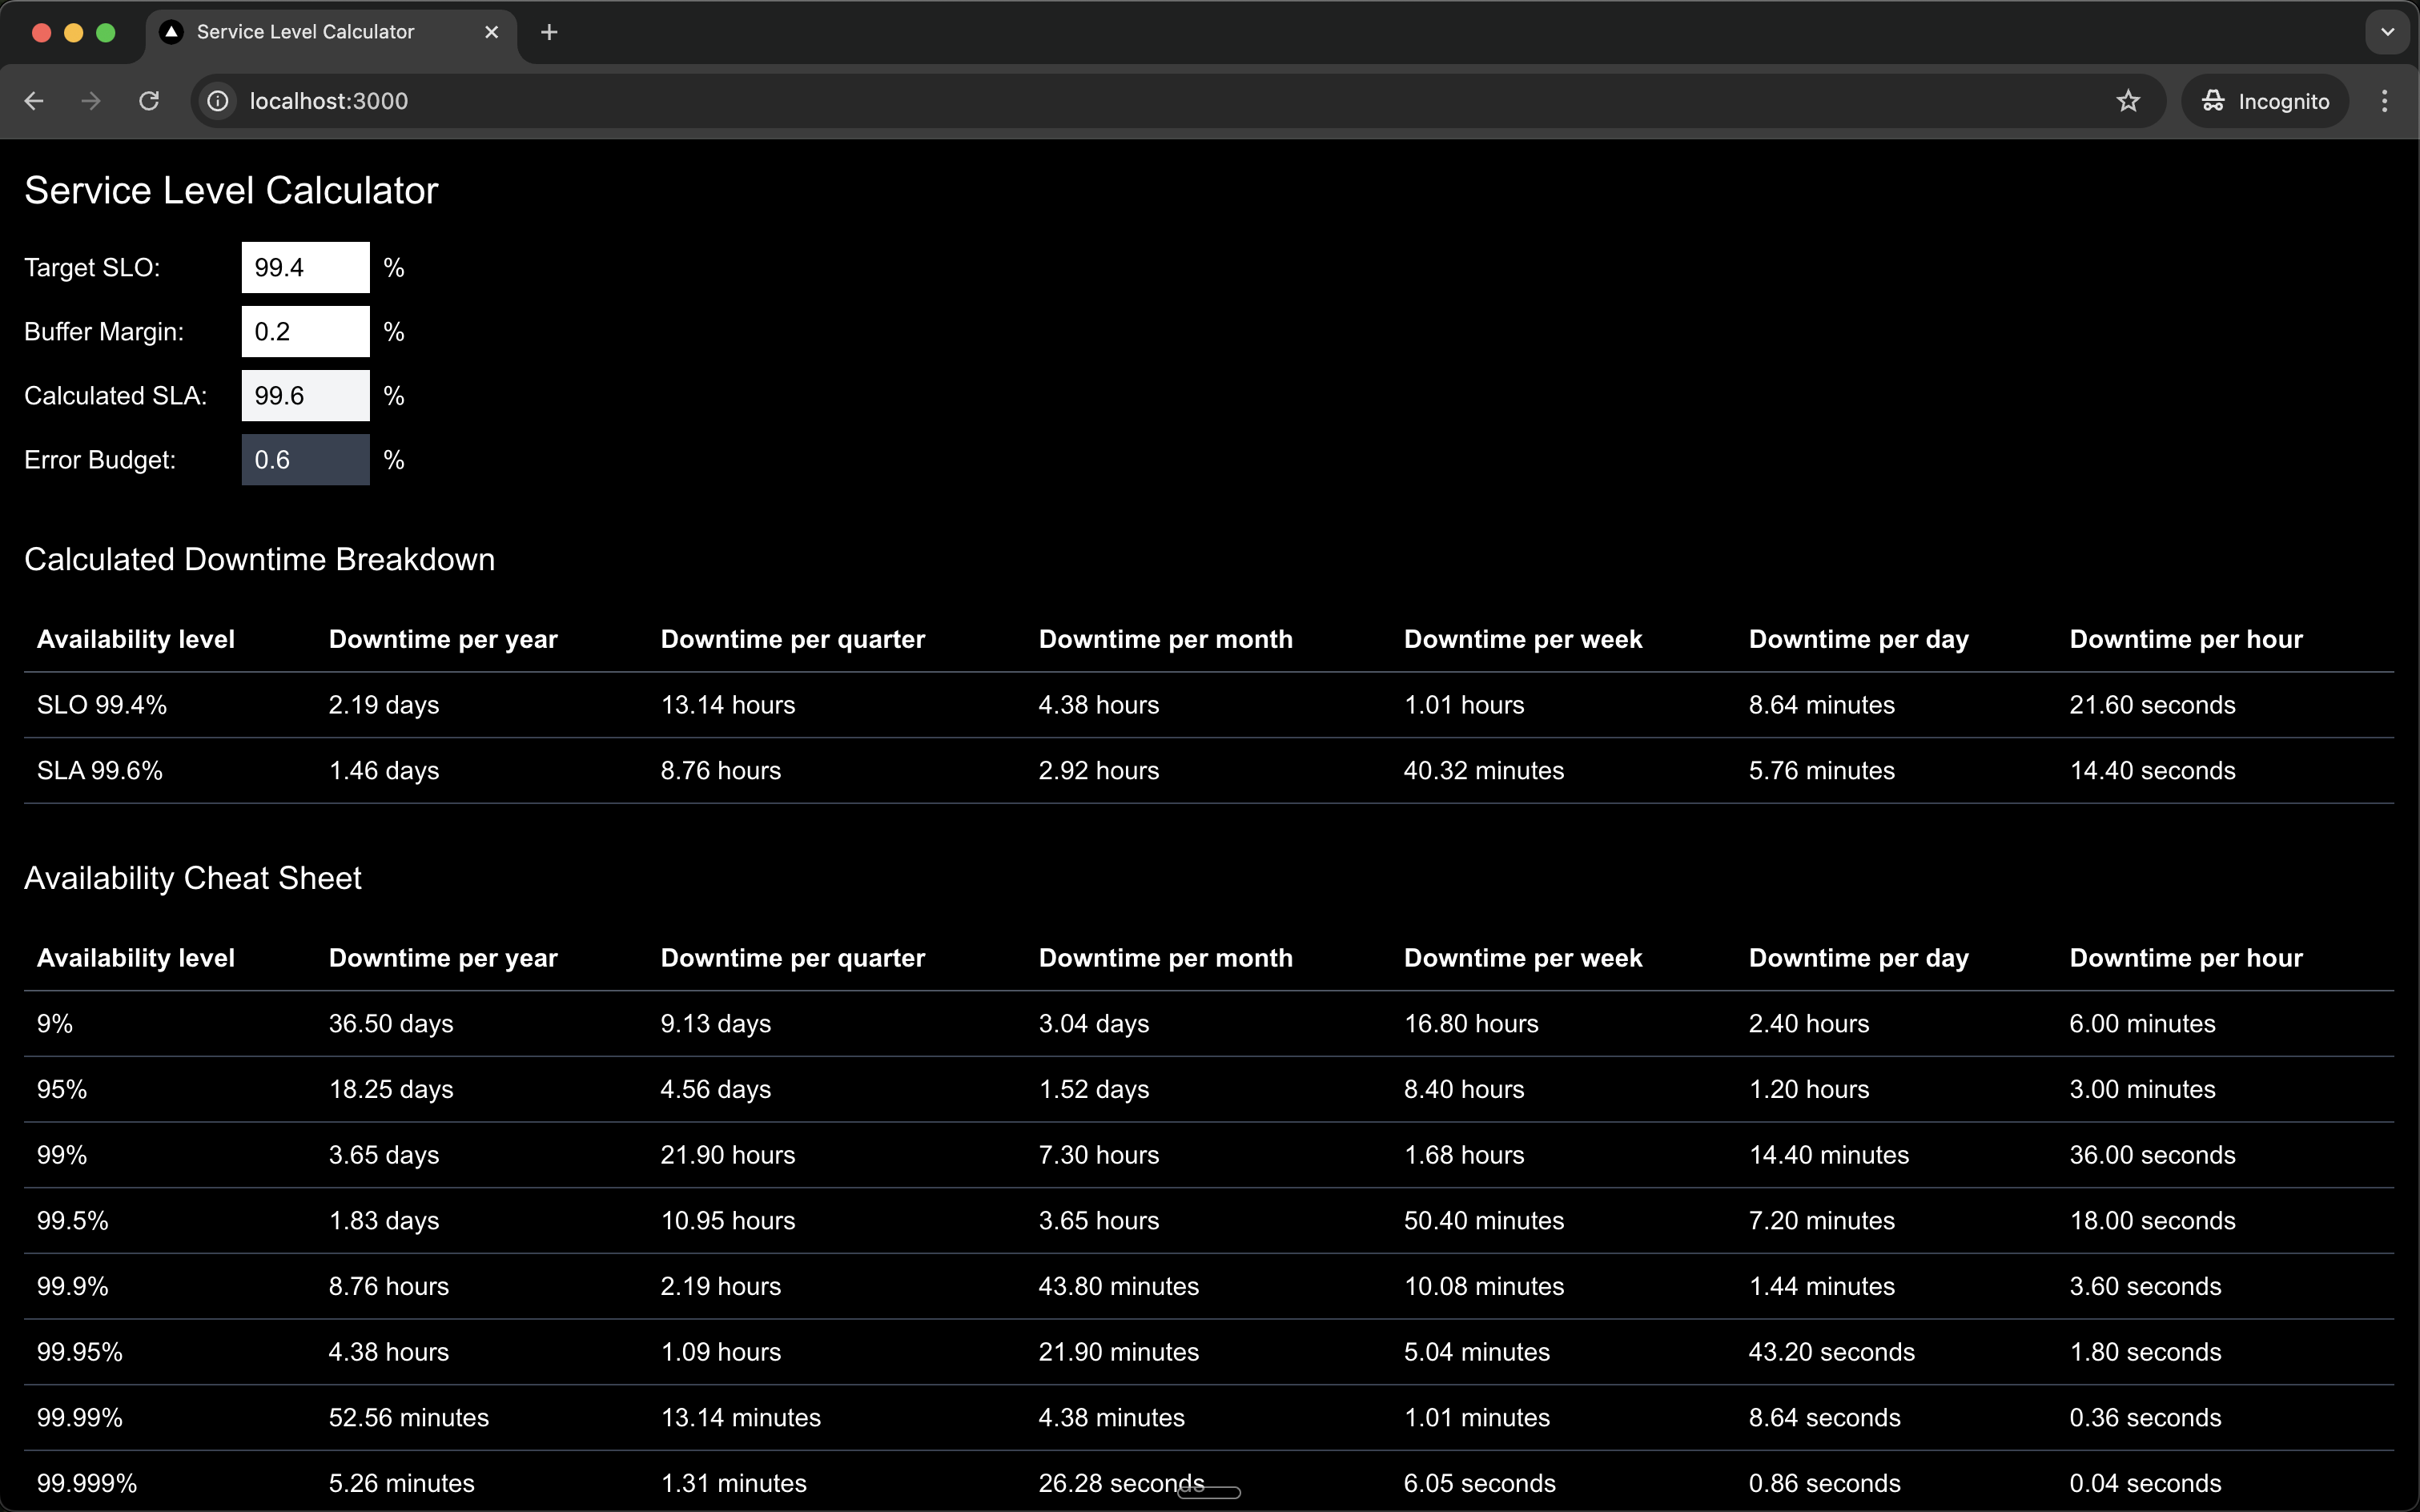 Service Level Calculator
localhost:3000
Incognito
Service Level Calculator
Target SLO: 99.4 %
Buffer Margin: 0.2 %
Calculated SLA: 99.6 %
Error Budget: 0.6 %
Calculated Downtime Breakdown
Availability level Downtime per year Downtime per quarter Downtime per month Downtime per week Downtime per day Downtime per hour
SLO 99.4% 2.19 days 13.14 hours 4.38 hours 1.01 hours 8.64 minutes 21.60 seconds
SLA 99.6% 1.46 days 8.76 hours 2.92 hours 40.32 minutes 5.76 minutes 14.40 seconds
Availability Cheat Sheet
Availability level Downtime per year Downtime per quarter Downtime per month Downtime per week Downtime per day Downtime per hour
9% 36.50 days 9.13 days 3.04 days 16.80 hours 2.40 hours 6.00 minutes
95% 18.25 days 4.56 days 1.52 days 8.40 hours 1.20 hours 3.00 minutes
99% 3.65 days 21.90 hours 7.30 hours 1.68 hours 14.40 minutes 36.00 seconds
99.5% 1.83 days 10.95 hours 3.65 hours 50.40 minutes 7.20 minutes 18.00 seconds
99.9% 8.76 hours 2.19 hours 43.80 minutes 10.08 minutes 1.44 minutes 3.60 seconds
99.95% 4.38 hours 1.09 hours 21.90 minutes 5.04 minutes 43.20 seconds 1.80 seconds
99.99% 52.56 minutes 13.14 minutes 4.38 minutes 1.01 minutes 8.64 seconds 0.36 seconds
99.999% 5.26 minutes 1.31 minutes 26.28 seconds 6.05 seconds 0.86 seconds 0.04 seconds